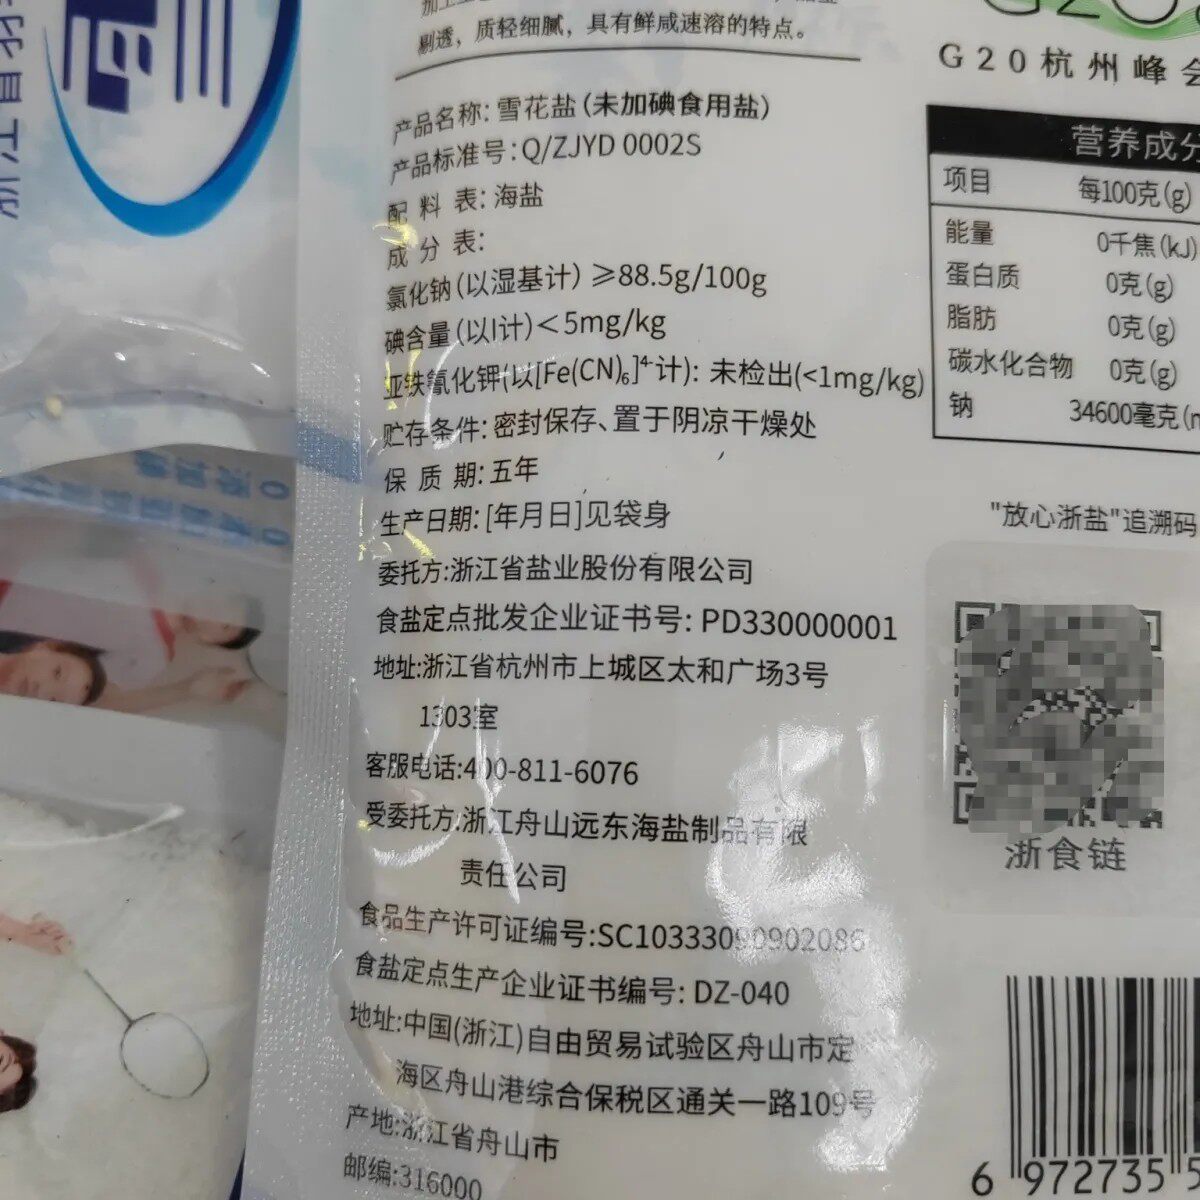 剔透，质轻细腻，具有鲜咸速溶的特点。
产品名称: 雪花盐(未加碘食用盐)
产品标准号: Q/ZJYD 0002S
配 料 表: 海盐
成 分 表:
氯化钠(以湿基计) ≥88.5g/100g
碘含量(以I计)＜5mg/kg
亚铁氰化钾(以[Fe(CN)₆]⁴⁻计): 未检出(<1mg/kg)
贮存条件: 密封保存、置于阴凉干燥处
保 质 期: 五年
生产日期: [年月日]见袋身
委托方:浙江省盐业股份有限公司
食盐定点批发企业证书号: PD330000001
地址:浙江省杭州市上城区太和广场3号
1303室
客服电话:400-811-6076
受委托方:浙江舟山远东海盐制品有限
责任公司
食品生产许可证编号:SC10333090902086
食盐定点生产企业证书编号: DZ-040
地址:中国(浙江)自由贸易试验区舟山市定
海区舟山港综合保税区通关一路109号
产地:浙江省舟山市
邮编:316000
G20杭州峰会
营养成分
项目 每100克(g)
能量 0千焦(kJ)
蛋白质 0克(g)
脂肪 0克(g)
碳水化合物 0克(g)
钠 34600毫克
"放心浙盐"追溯码
浙食链
6 972735 5